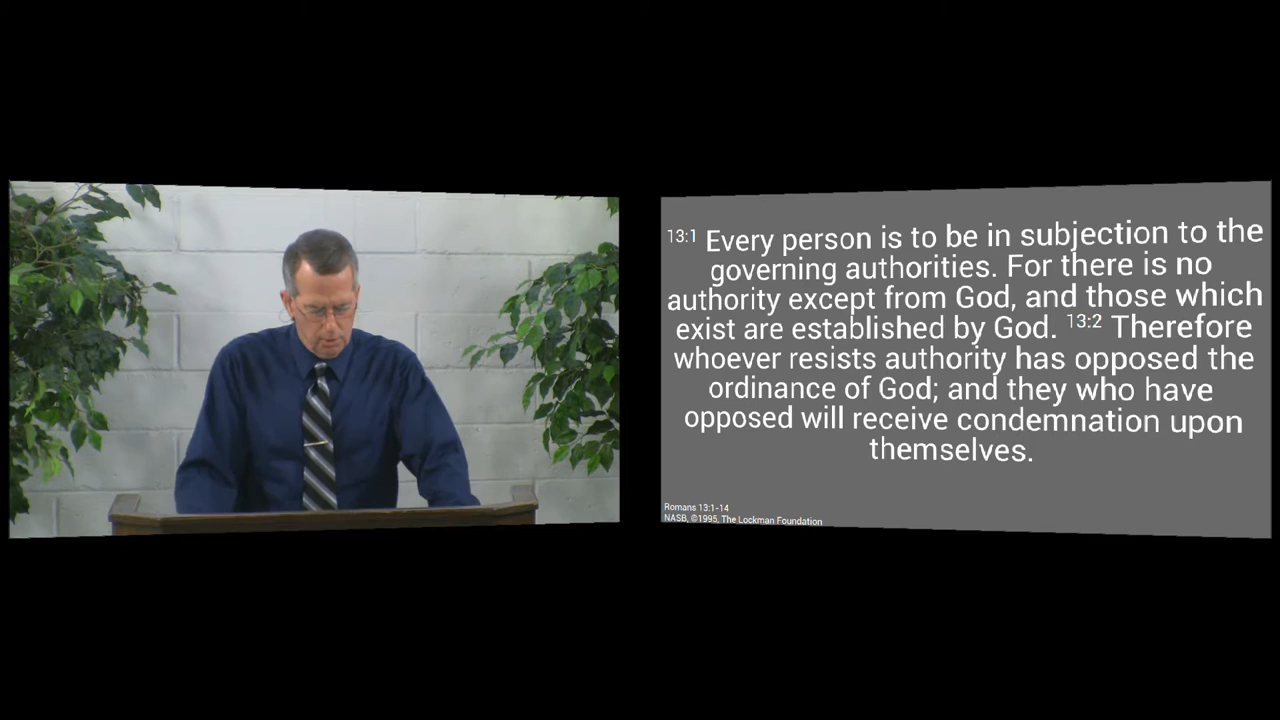 13:1 Every person is to be in subjection to the
governing authorities. For there is no
authority except from God, and those which
exist are established by God. 13:2 Therefore
whoever resists authority has opposed the
ordinance of God; and they who have
opposed will receive condemnation upon
themselves.
Romans 13:1-14
NASB, ©1995, The Lockman Foundation